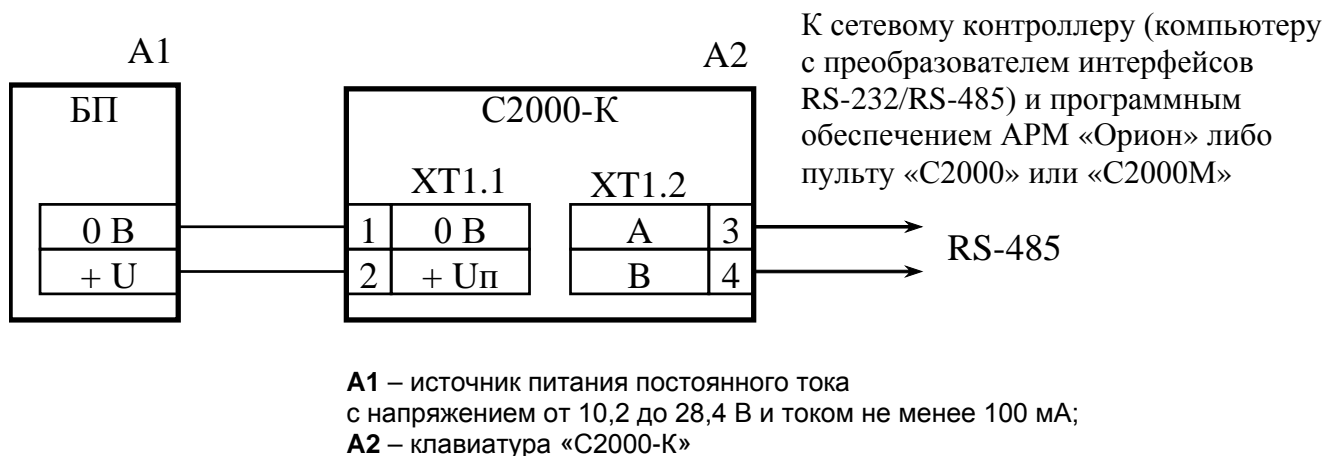 К сетевому контроллеру (компьютеру
с преобразователем интерфейсов
RS-232/RS-485) и программным
обеспечением АРМ «Орион» либо
пульту «С2000» или «С2000М»
А1
А2
БП
С2000-К
XT1.1
XT1.2
0 В
1
0 В
А
3
+ U
2
+ Uп
В
4
RS-485
А1 – источник питания постоянного тока
с напряжением от 10,2 до 28,4 В и током не менее 100 мА;
А2 – клавиатура «С2000-К»